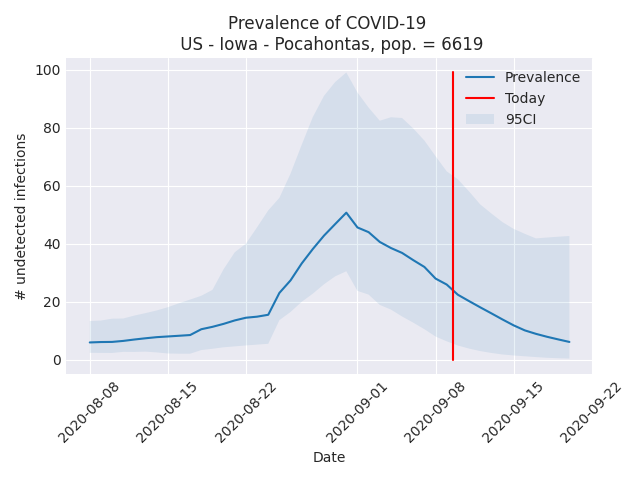 Prevalence of COVID-19
US - Iowa - Pocahontas, pop. = 6619
100
80
60
40
20
0
# undetected infections
Prevalence
Today
95CI
2020-08-08
2020-08-15
2020-08-22
2020-09-01
2020-09-08
2020-09-15
2020-09-22
Date